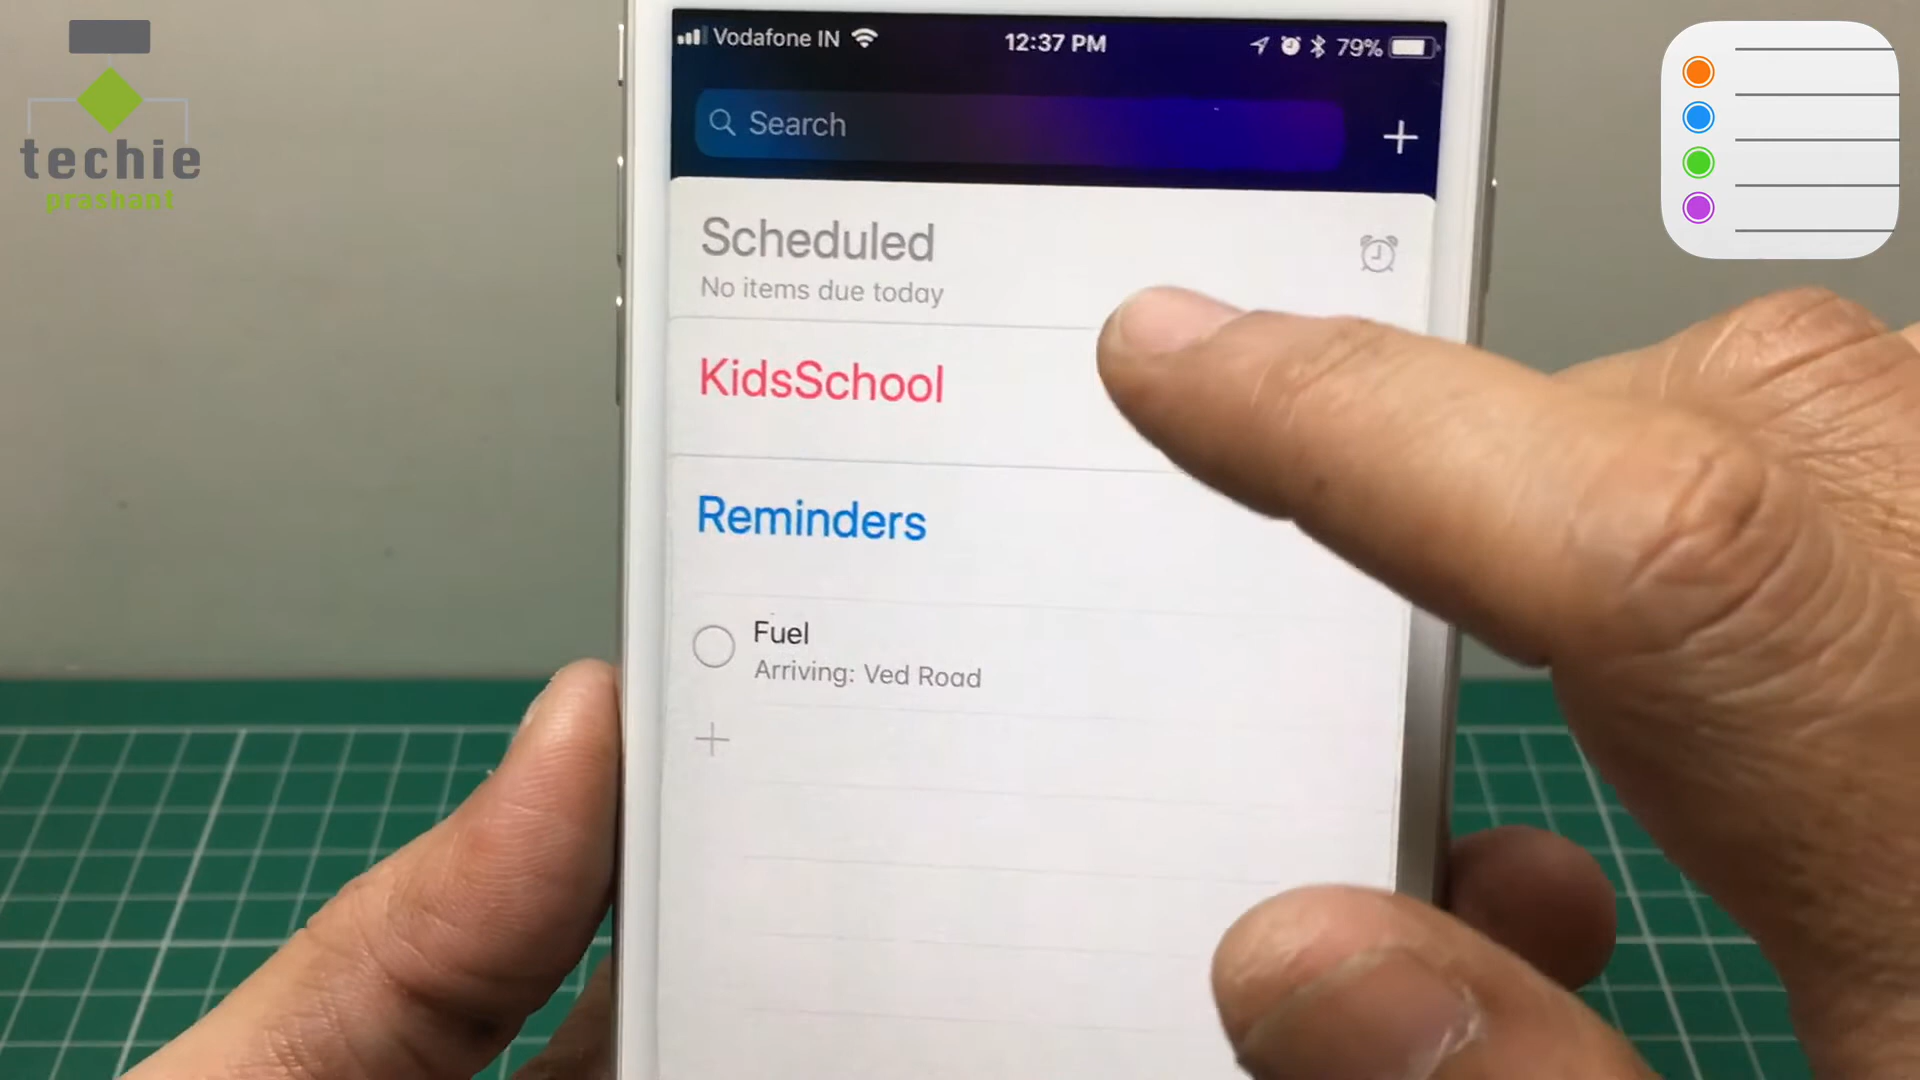 techie
prashant
Vodafone IN
12:37 PM
79%
Search
Scheduled
No items due today
KidsSchool
Reminders
Fuel
Arriving: Ved Road